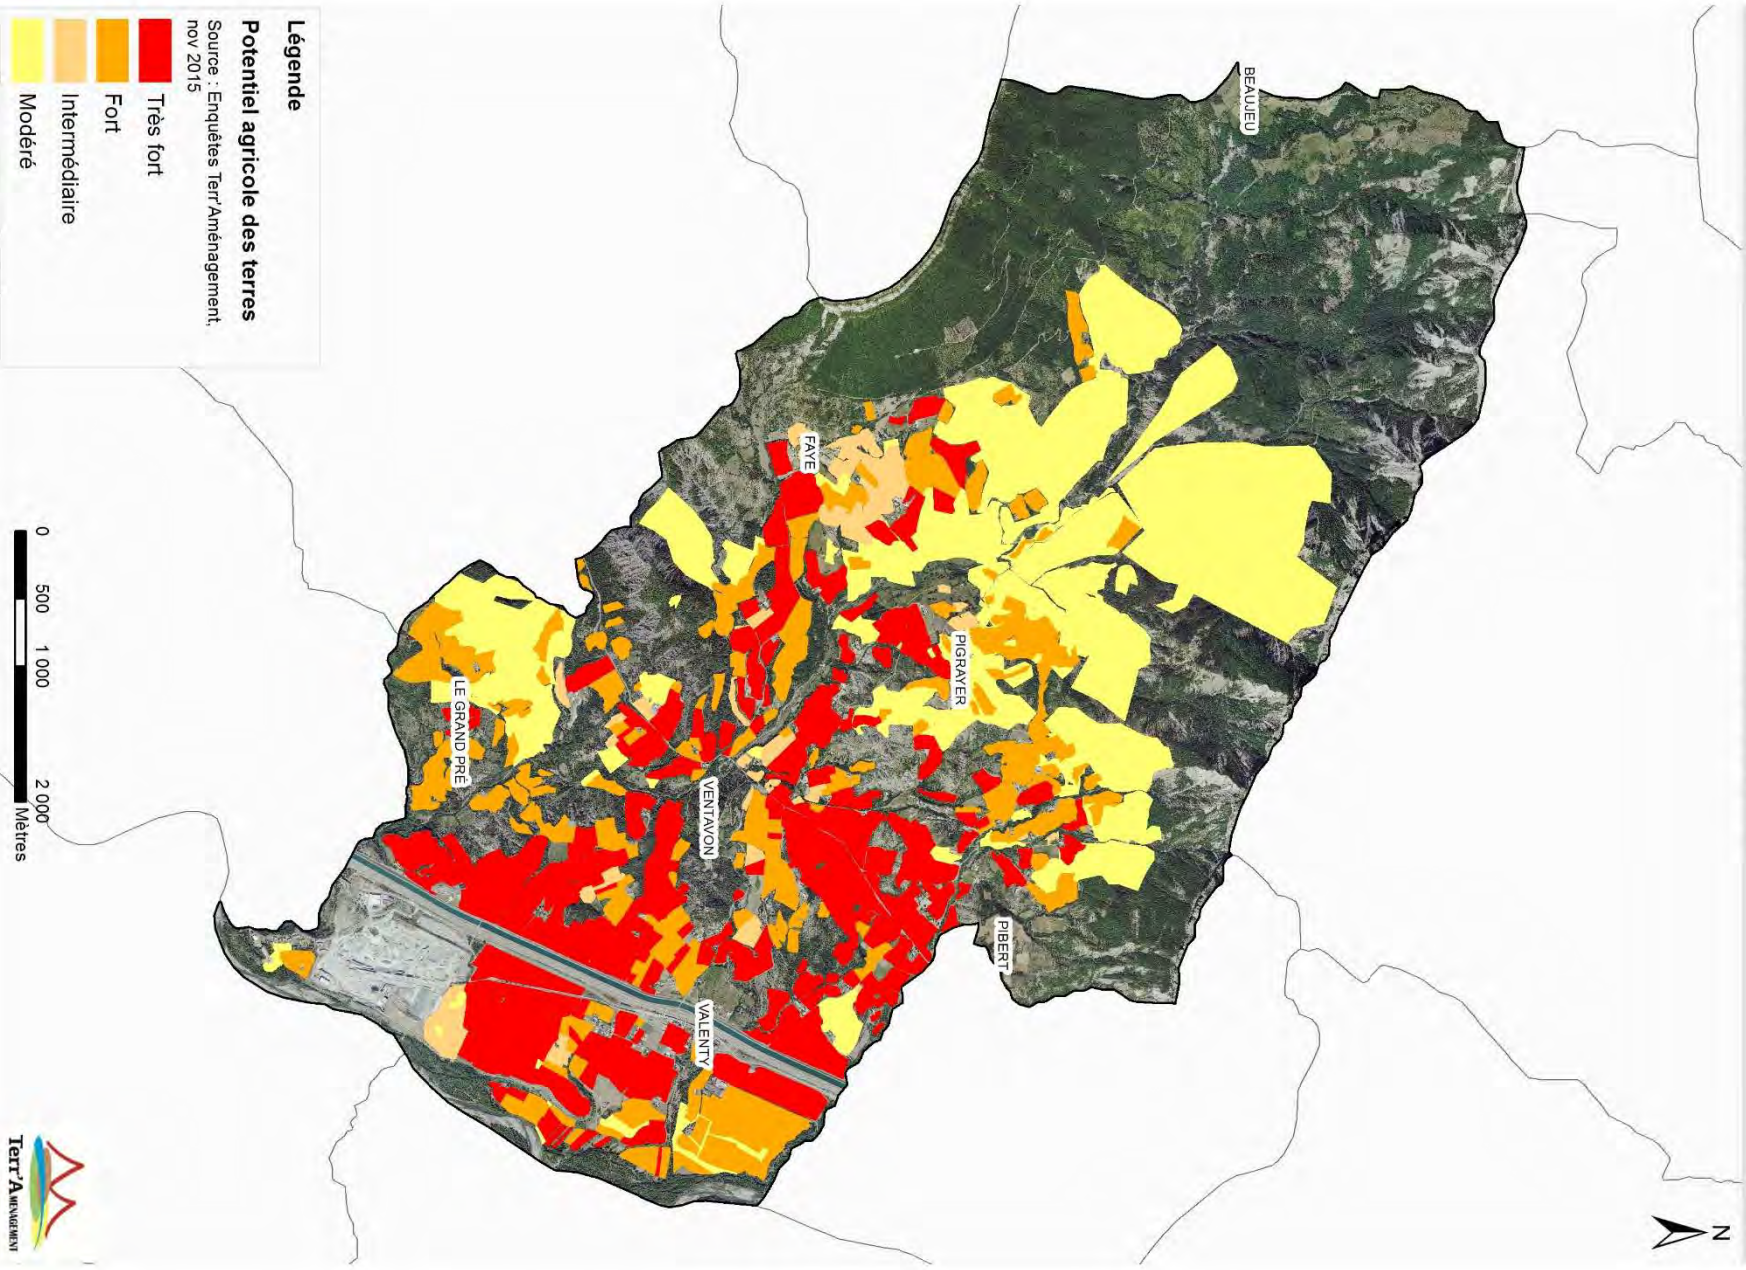 Légende
Potentiel agricole des terres
Source : Enquêtes Terr'Aménagement,
nov 2015
Très fort
Fort
Intermédiaire
Modéré
BEAUJEU
FAYE
PIGRAYER
LE GRAND PRÉ
VENTAVON
PIBERT
VALENTY
0 500 1 000 2 000
Mètres
N
Terr'AMENAGEMENT